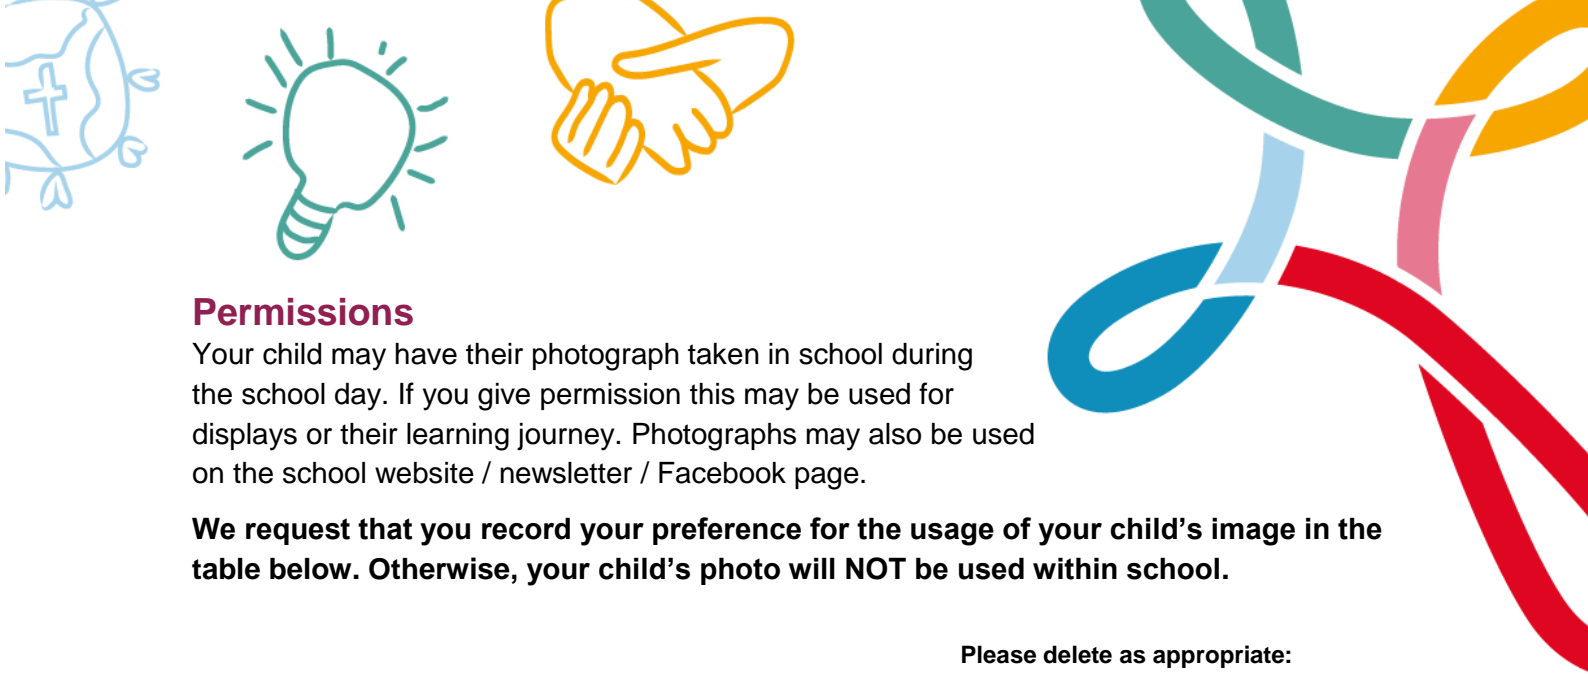 Permissions
Your child may have their photograph taken in school during
the school day. If you give permission this may be used for
displays or their learning journey. Photographs may also be used
on the school website / newsletter / Facebook page.
We request that you record your preference for the usage of your child’s image in the
table below. Otherwise, your child’s photo will NOT be used within school.
Please delete as appropriate: